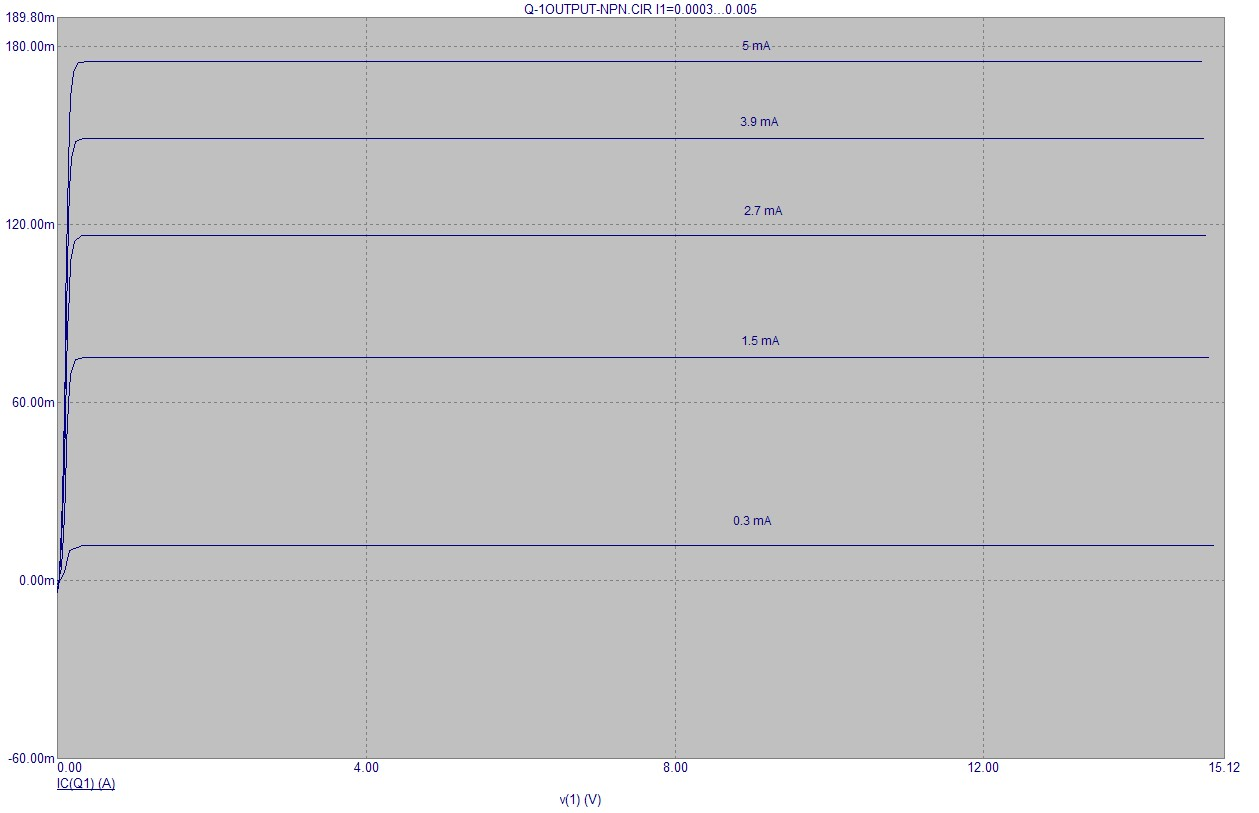 Q-1OUTPUT-NPN.CIR I1=0.0003...0.005
189.80m
180.00m
5 mA
3.9 mA
120.00m
2.7 mA
1.5 mA
60.00m
0.3 mA
0.00m
-60.00m
0.00 4.00 8.00 12.00 15.12
IC(Q1) (A)
v(1) (V)